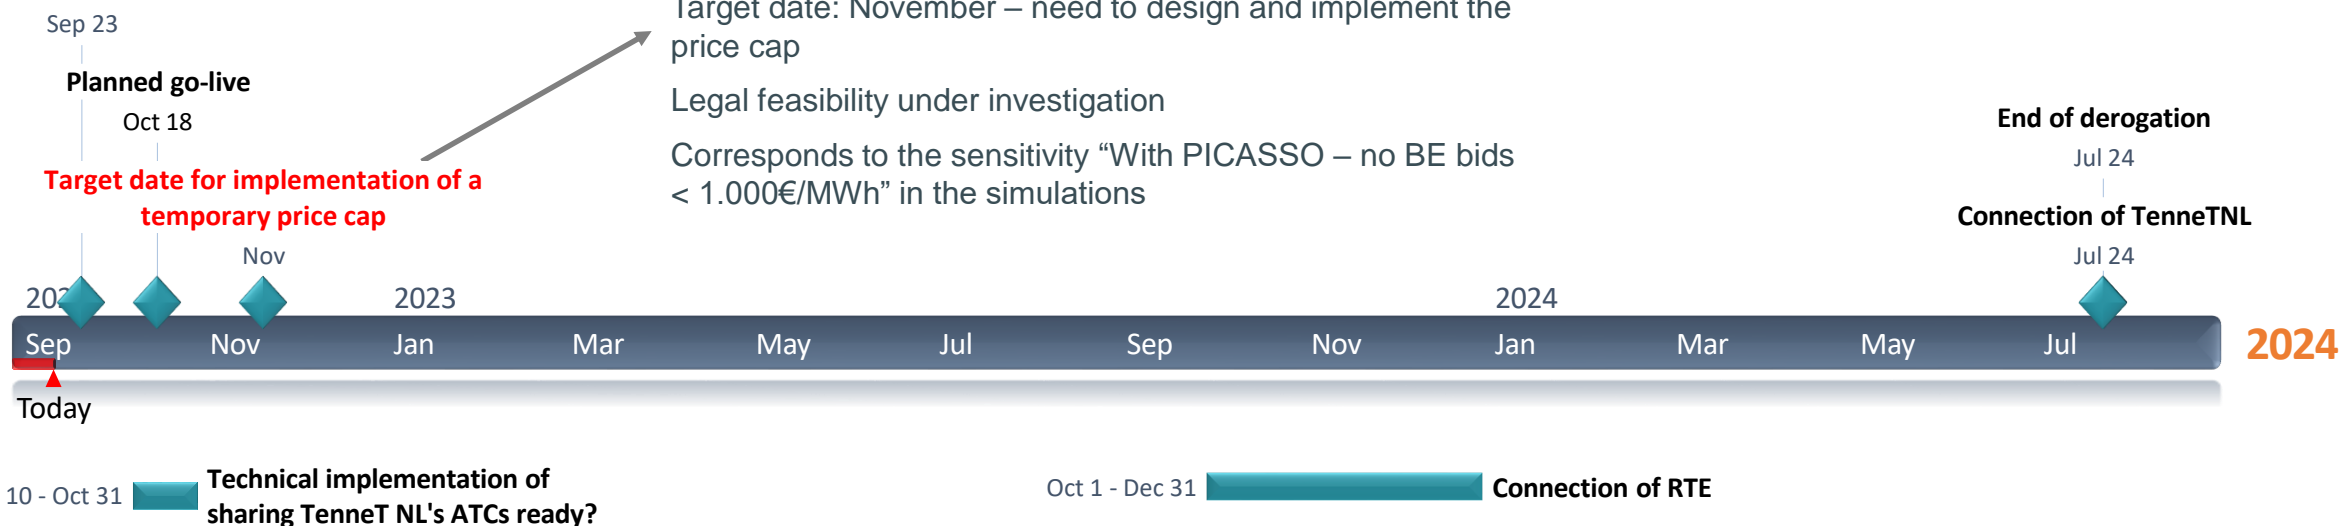 Target date: November – need to design and implement the
price cap
Legal feasibility under investigation
Corresponds to the sensitivity “With PICASSO – no BE bids
< 1.000€/MWh” in the simulations
Sep 23
Planned go-live
Oct 18
Target date for implementation of a
temporary price cap
Nov
End of derogation
Jul 24
Connection of TenneTNL
Jul 24
2023
2024
Sep
Nov
Jan
Mar
May
Jul
Sep
Nov
Jan
Mar
May
Jul
2024
Today
10 - Oct 31
Technical implementation of
sharing TenneT NL's ATCs ready?
Oct 1 - Dec 31
Connection of RTE